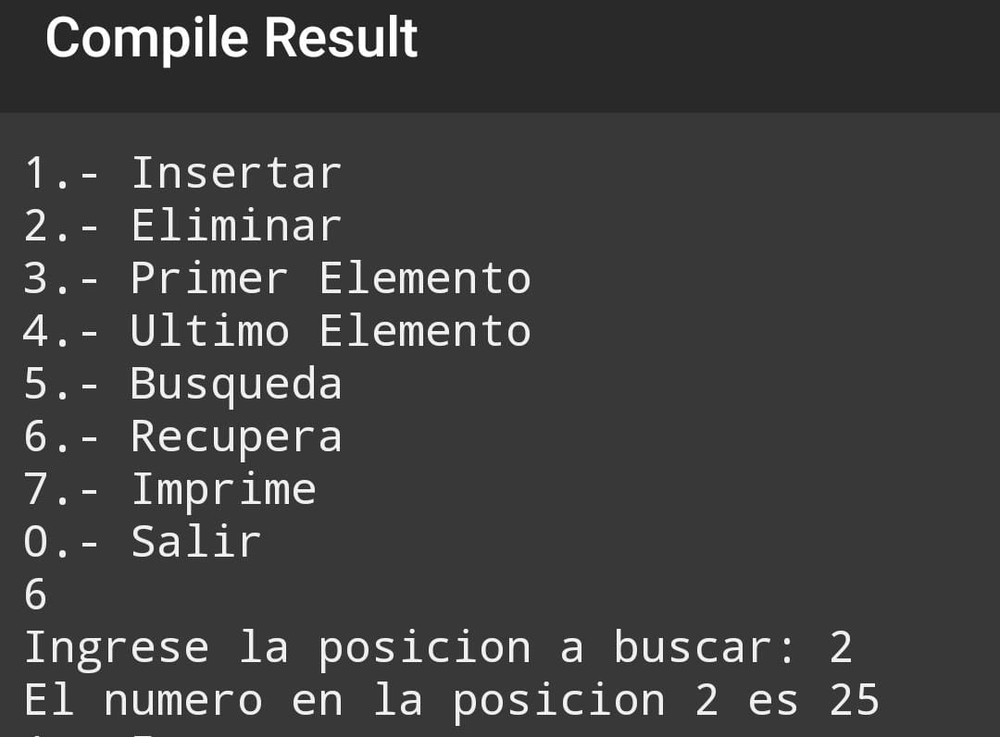 Compile Result
1.- Insertar
2.- Eliminar
3.- Primer Elemento
4.- Ultimo Elemento
5.- Busqueda
6.- Recupera
7.- Imprime
0.- Salir
6
Ingrese la posicion a buscar: 2
El numero en la posicion 2 es 25